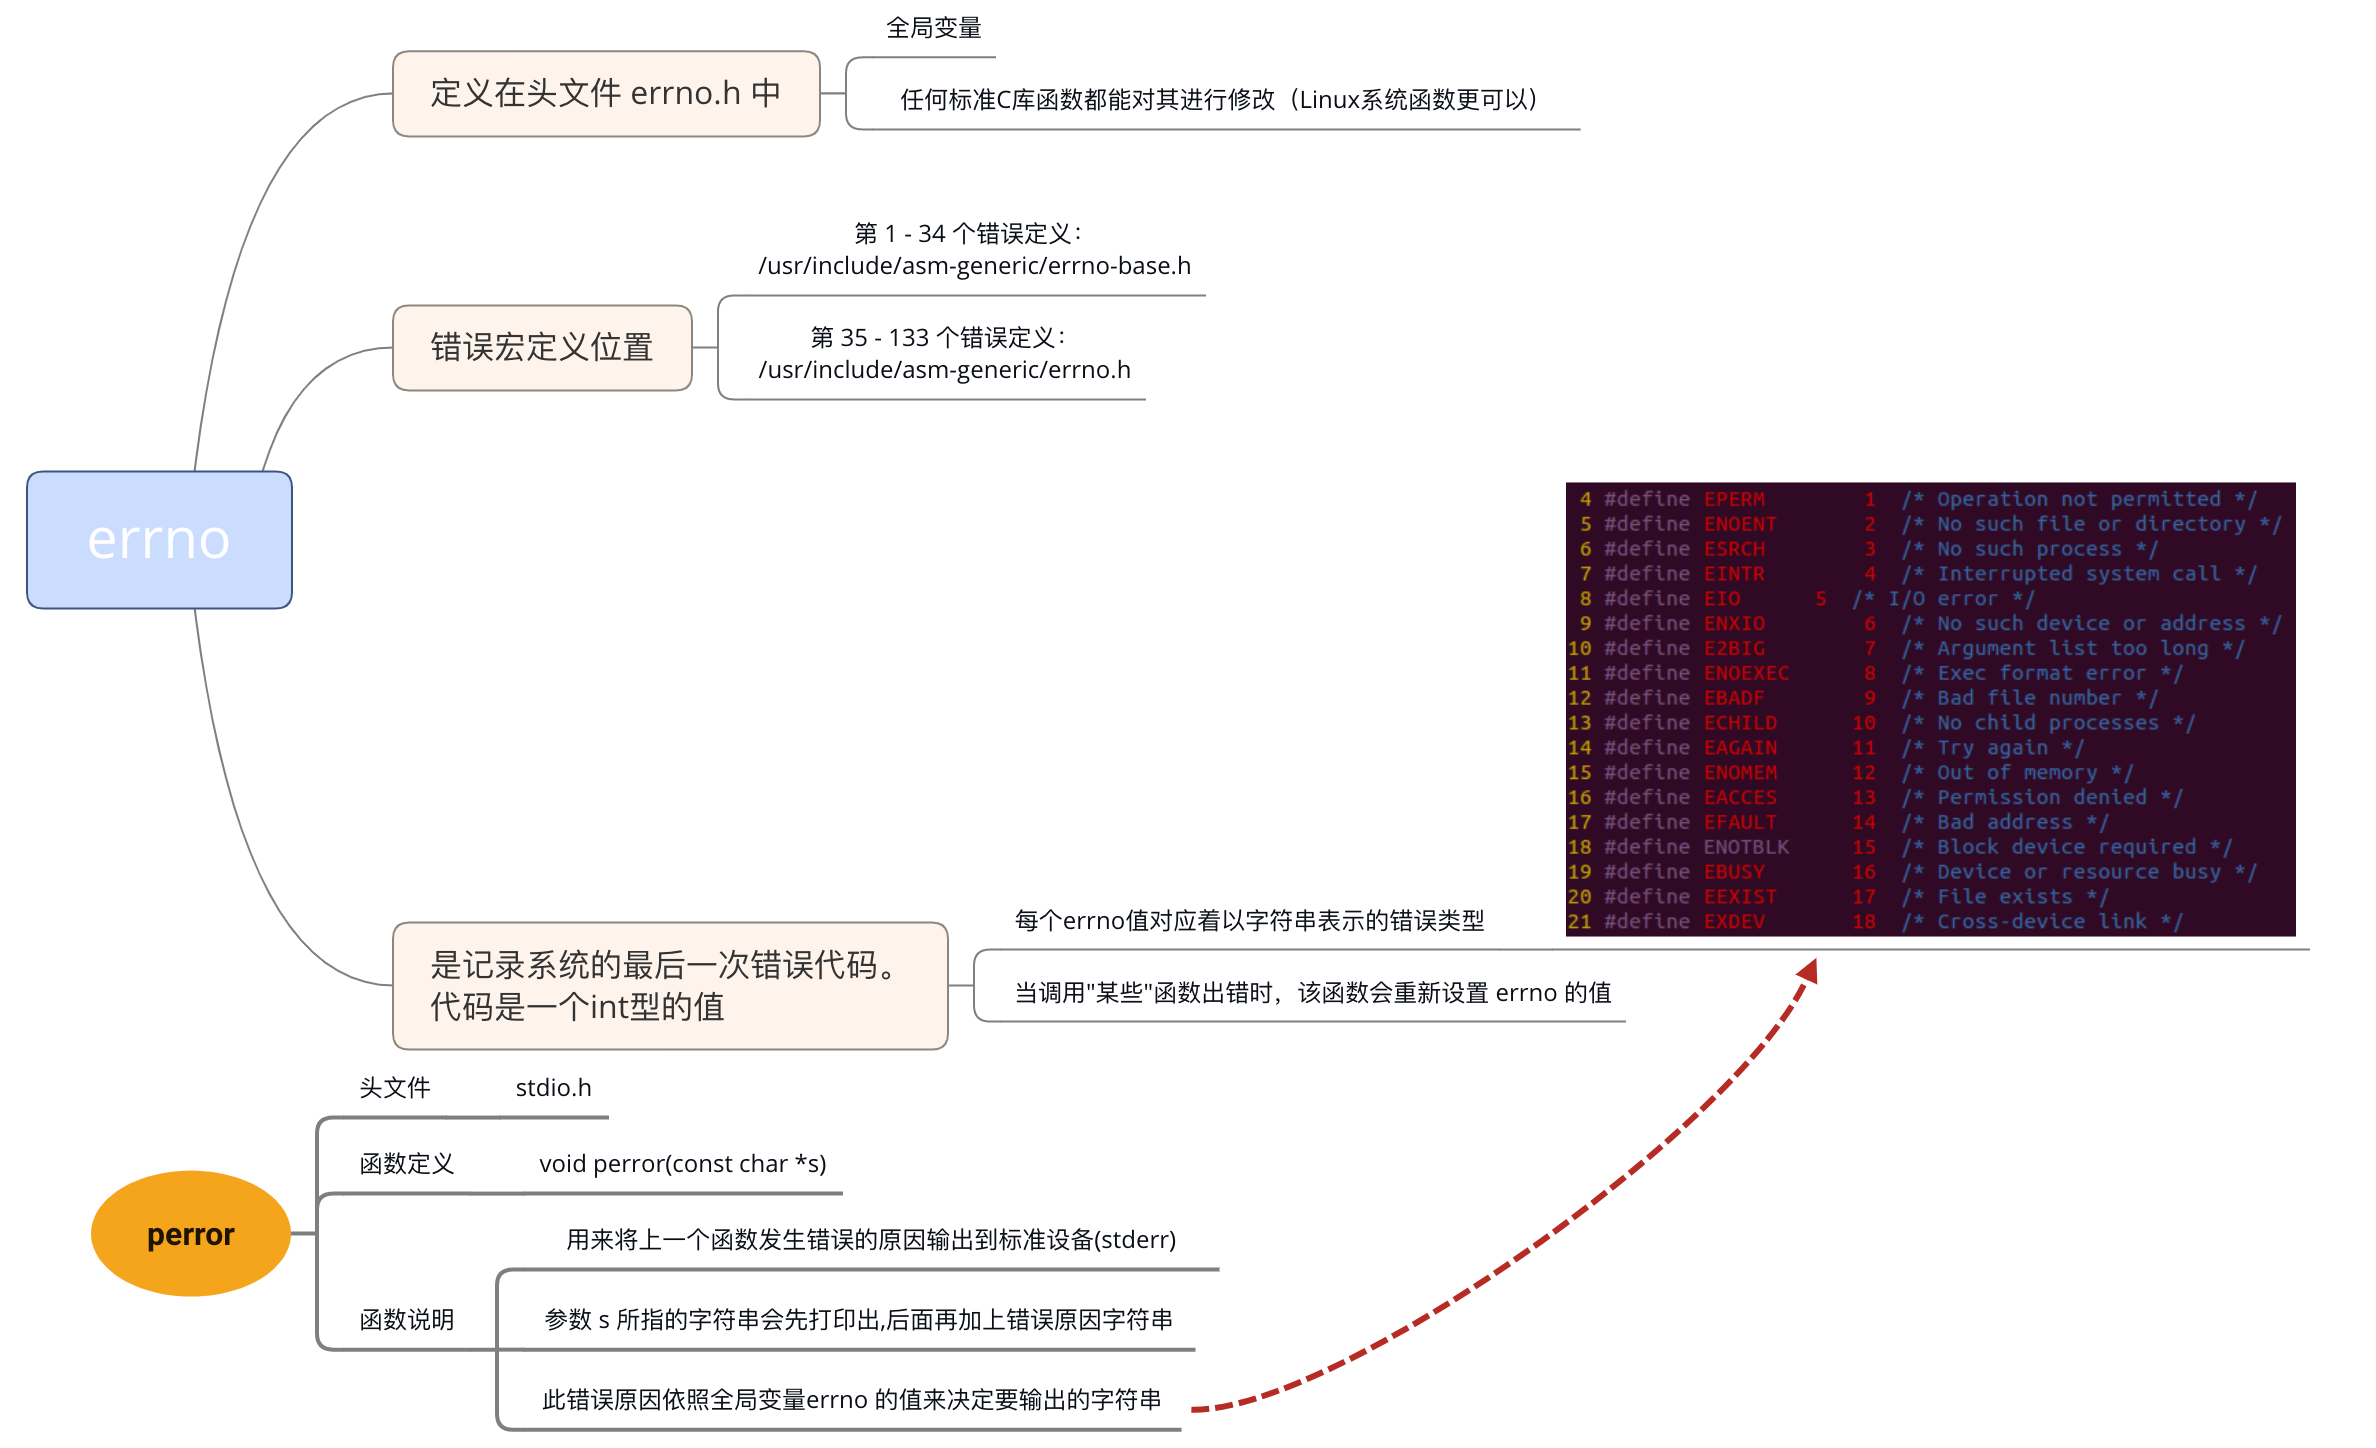 全局变量
定义在头文件 errno.h 中
任何标准C库函数都能对其进行修改（Linux系统函数更可以）
第 1 - 34 个错误定义：
/usr/include/asm-generic/errno-base.h
错误宏定义位置
第 35 - 133 个错误定义：
/usr/include/asm-generic/errno.h
errno
4 #define EPERM 1 /* Operation not permitted */
5 #define ENOENT 2 /* No such file or directory */
6 #define ESRCH 3 /* No such process */
7 #define EINTR 4 /* Interrupted system call */
8 #define EIO 5 /* I/O error */
9 #define ENXIO 6 /* No such device or address */
10 #define E2BIG 7 /* Argument list too long */
11 #define ENOEXEC 8 /* Exec format error */
12 #define EBADF 9 /* Bad file number */
13 #define ECHILD 10 /* No child processes */
14 #define EAGAIN 11 /* Try again */
15 #define ENOMEM 12 /* Out of memory */
16 #define EACCES 13 /* Permission denied */
17 #define EFAULT 14 /* Bad address */
18 #define ENOTBLK 15 /* Block device required */
19 #define EBUSY 16 /* Device or resource busy */
20 #define EEXIST 17 /* File exists */
21 #define EXDEV 18 /* Cross-device link */
每个errno值对应着以字符串表示的错误类型
是记录系统的最后一次错误代码。
代码是一个int型的值
当调用"某些"函数出错时，该函数会重新设置 errno 的值
头文件 stdio.h
函数定义 void perror(const char *s)
perror
用来将上一个函数发生错误的原因输出到标准设备(stderr)
函数说明
参数 s 所指的字符串会先打印出,后面再加上错误原因字符串
此错误原因依照全局变量errno 的值来决定要输出的字符串